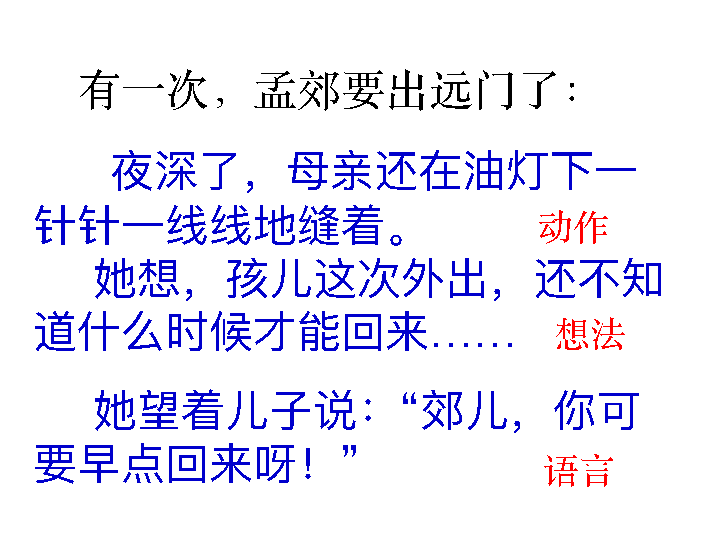 有一次，孟郊要出远门了：
夜深了，母亲还在油灯下一
针针一线线地缝着。 动作
她想，孩儿这次外出，还不知
道什么时候才能回来…… 想法
她望着儿子说：“郊儿，你可
要早点回来呀！” 语言